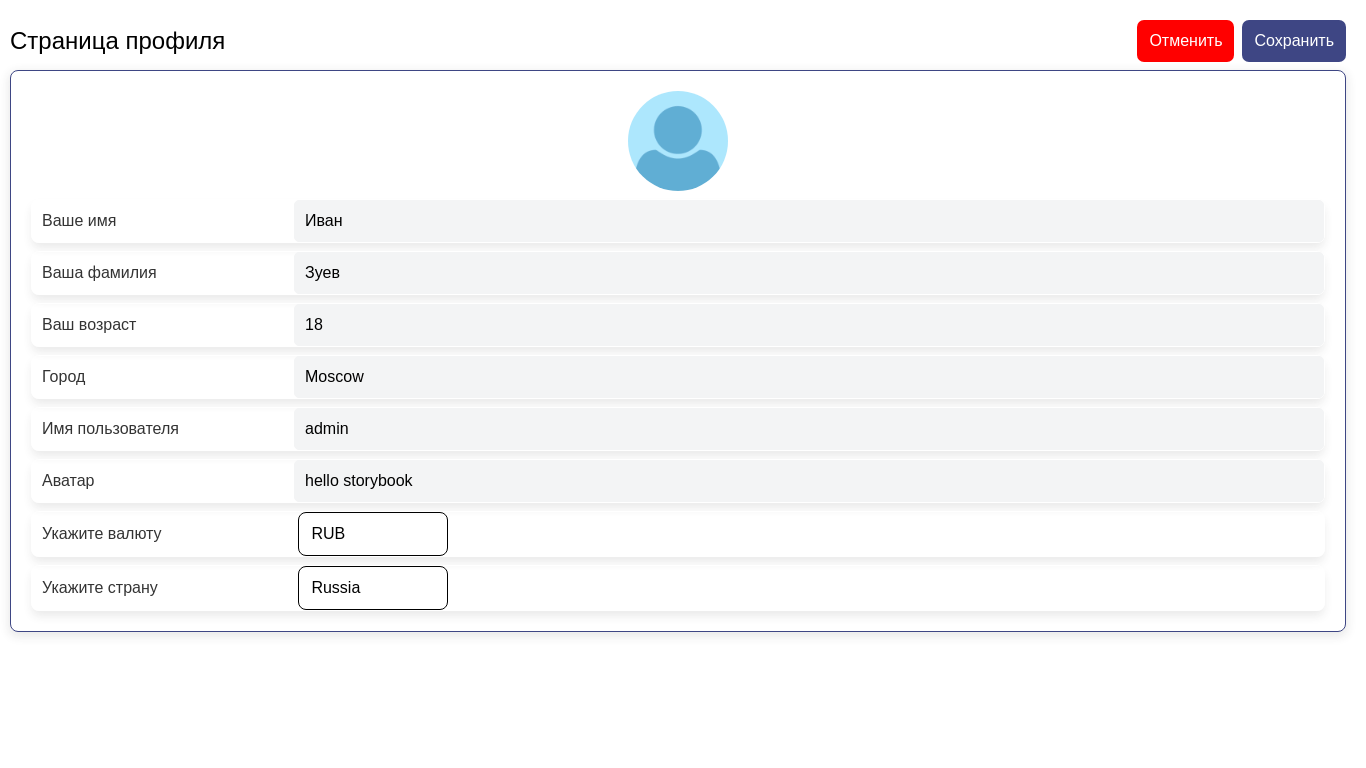 Страница профиля
Отменить
Сохранить
Ваше имя Иван
Ваша фамилия Зуев
Ваш возраст 18
Город Moscow
Имя пользователя admin
Аватар hello storybook
Укажите валюту RUB
Укажите страну Russia